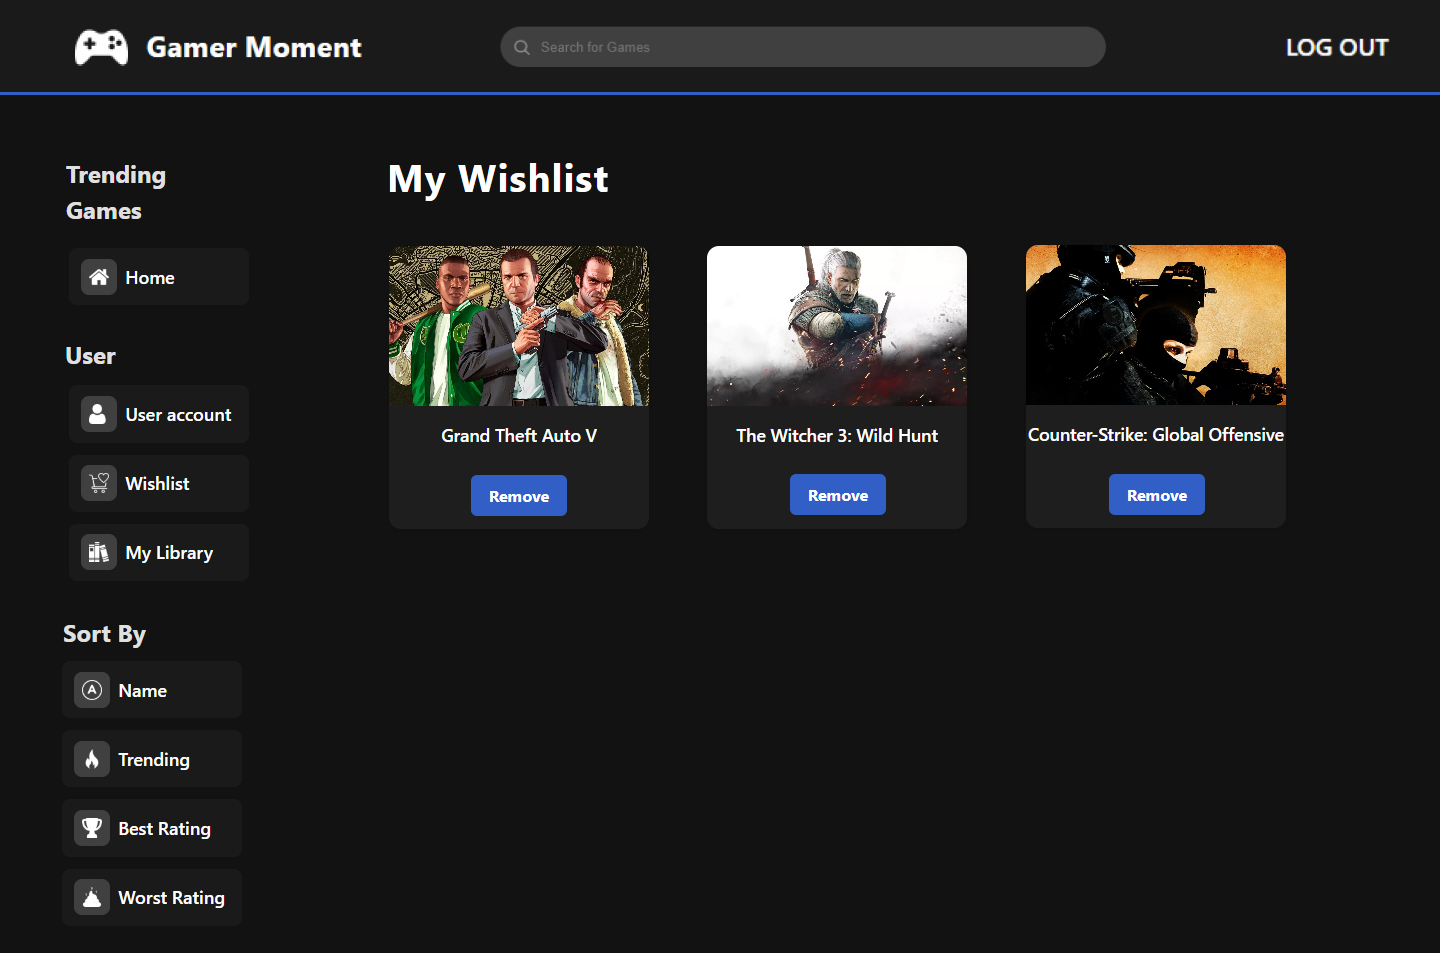 Gamer Moment
Search for Games
LOG OUT
Trending
Games
Home
User
User account
Wishlist
My Library
Sort By
Name
Trending
Best Rating
Worst Rating
My Wishlist
Grand Theft Auto V
Remove
The Witcher 3: Wild Hunt
Remove
Counter-Strike: Global Offensive
Remove